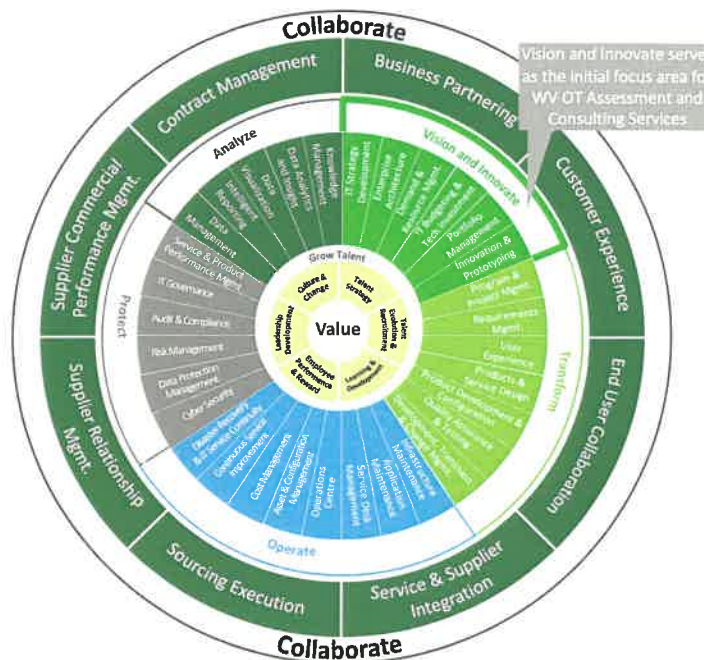 Collaborate
Vision and Innovate serve
as the initial focus area fo
WV OT Assessment and
Consulting Services
Contract Management
Business Partnering
Customer Experience
End User Collaboration
Service & Supplier
Integration
Sourcing Execution
Supplier Relationship
Mgmt.
Supplier Commercial
Performance Mgmt.
Analyze
Vision and Innovate
Transform
Operate
Protect
Knowledge
Management
Data Analytics
and Insights
Data
Visualization
Intelligent
Reporting
Data
Management
IT Strategy
Development
Enterprise
Architecture
Demand &
Resource Mgmt.
IT Budgeting &
Tech Investment
Portfolio
Management
Innovation &
Prototyping
Program &
Project Mgmt.
Requirements
Mgmt.
User
Experience
Products &
Service Design
Product Development &
Configuration
Infrastructure
Maintenance
Application
Maintenance
Service Desk
Management
Operations
Centre
Asset & Configuration
Management
Cost Management
Continuous Service
Improvement
Disaster Recovery
& IT Service Continuity
Cyber Security
Data Protection
Management
Risk Management
Audit & Compliance
IT Governance
Service & Product
Performance Mgmt.
Grow Talent
Culture &
Change
Talent
Strategy
Talent
Evolution &
Recruitment
Learning &
Development
Employee
Performance
& Reward
Leadership
Development
Value
Collaborate